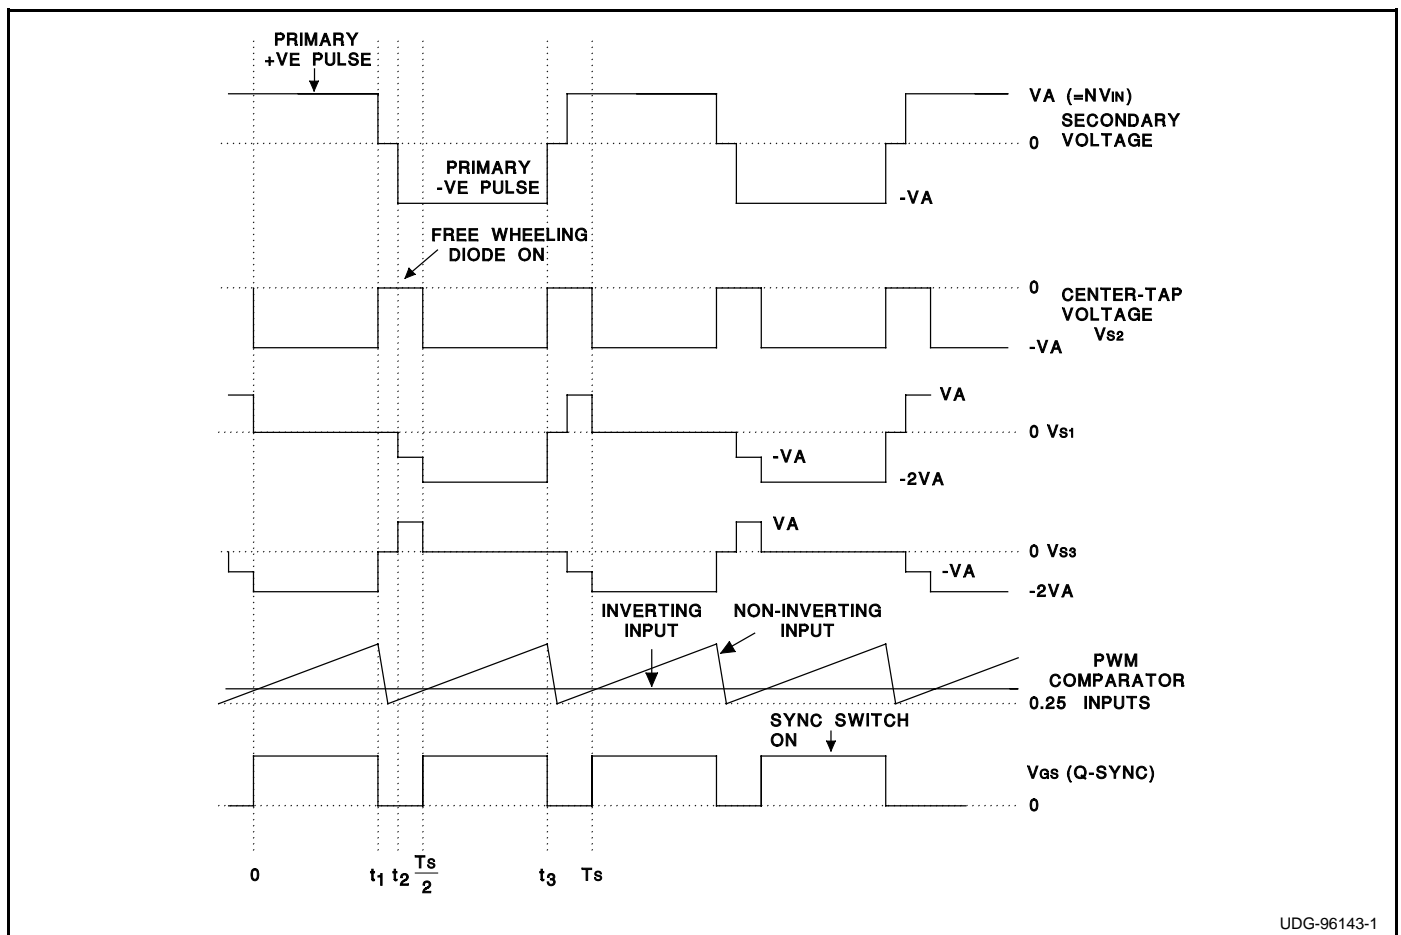 PRIMARY
+VE PULSE
VA (=NVIN)
SECONDARY
VOLTAGE
0
PRIMARY
-VE PULSE
-VA
FREE WHEELING
DIODE ON
0
CENTER-TAP
VOLTAGE
VS2
-VA
VA
0 VS1
-VA
-2VA
VA
0 VS3
-VA
-2VA
INVERTING
INPUT
NON-INVERTING
INPUT
PWM
COMPARATOR
0.25 INPUTS
SYNC SWITCH
ON
VGS (Q-SYNC)
0
0 t1 t2 Ts/2 t3 Ts
UDG-96143-1